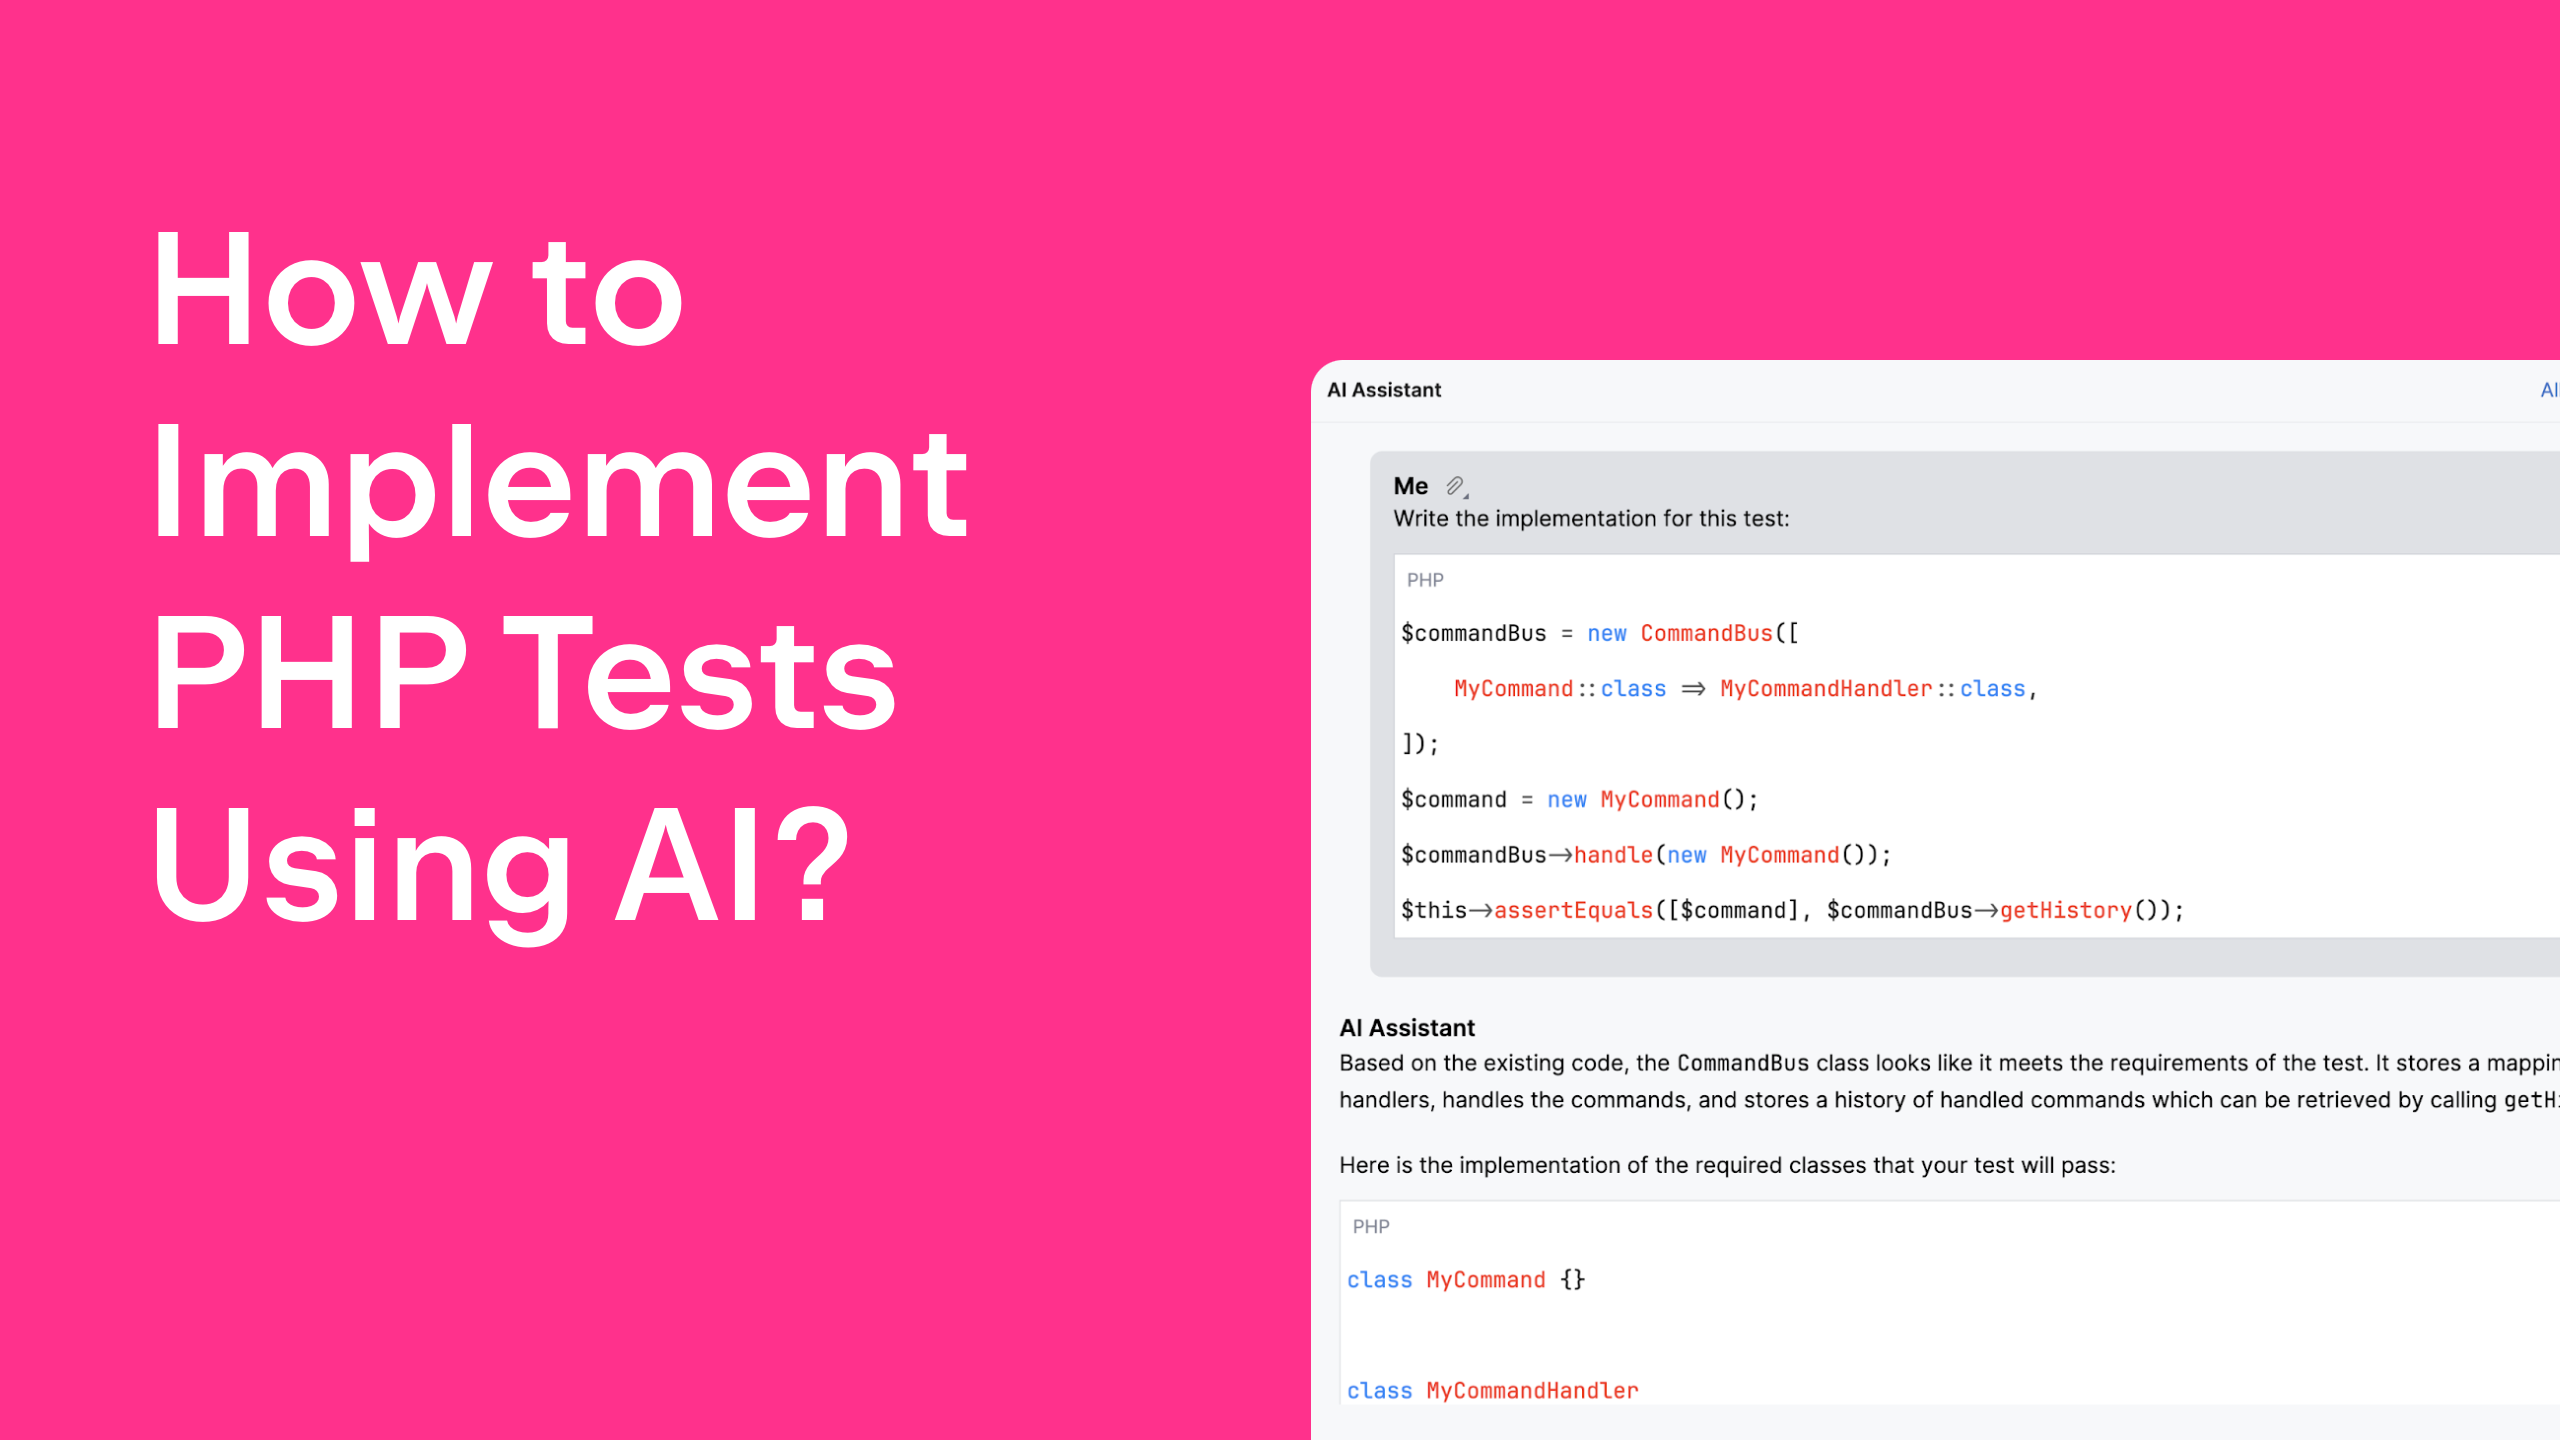 How to
Implement
PHP Tests
Using AI?
AI Assistant
Me
Write the implementation for this test:
PHP
$commandBus = new CommandBus([
MyCommand::class => MyCommandHandler::class,
]);
$command = new MyCommand();
$commandBus->handle(new MyCommand());
$this->assertEquals([$command], $commandBus->getHistory());
AI Assistant
Based on the existing code, the CommandBus class looks like it meets the requirements of the test. It stores a
handlers, handles the commands, and stores a history of handled commands which can be retrieved by calling
Here is the implementation of the required classes that your test will pass:
PHP
class MyCommand {}
class MyCommandHandler